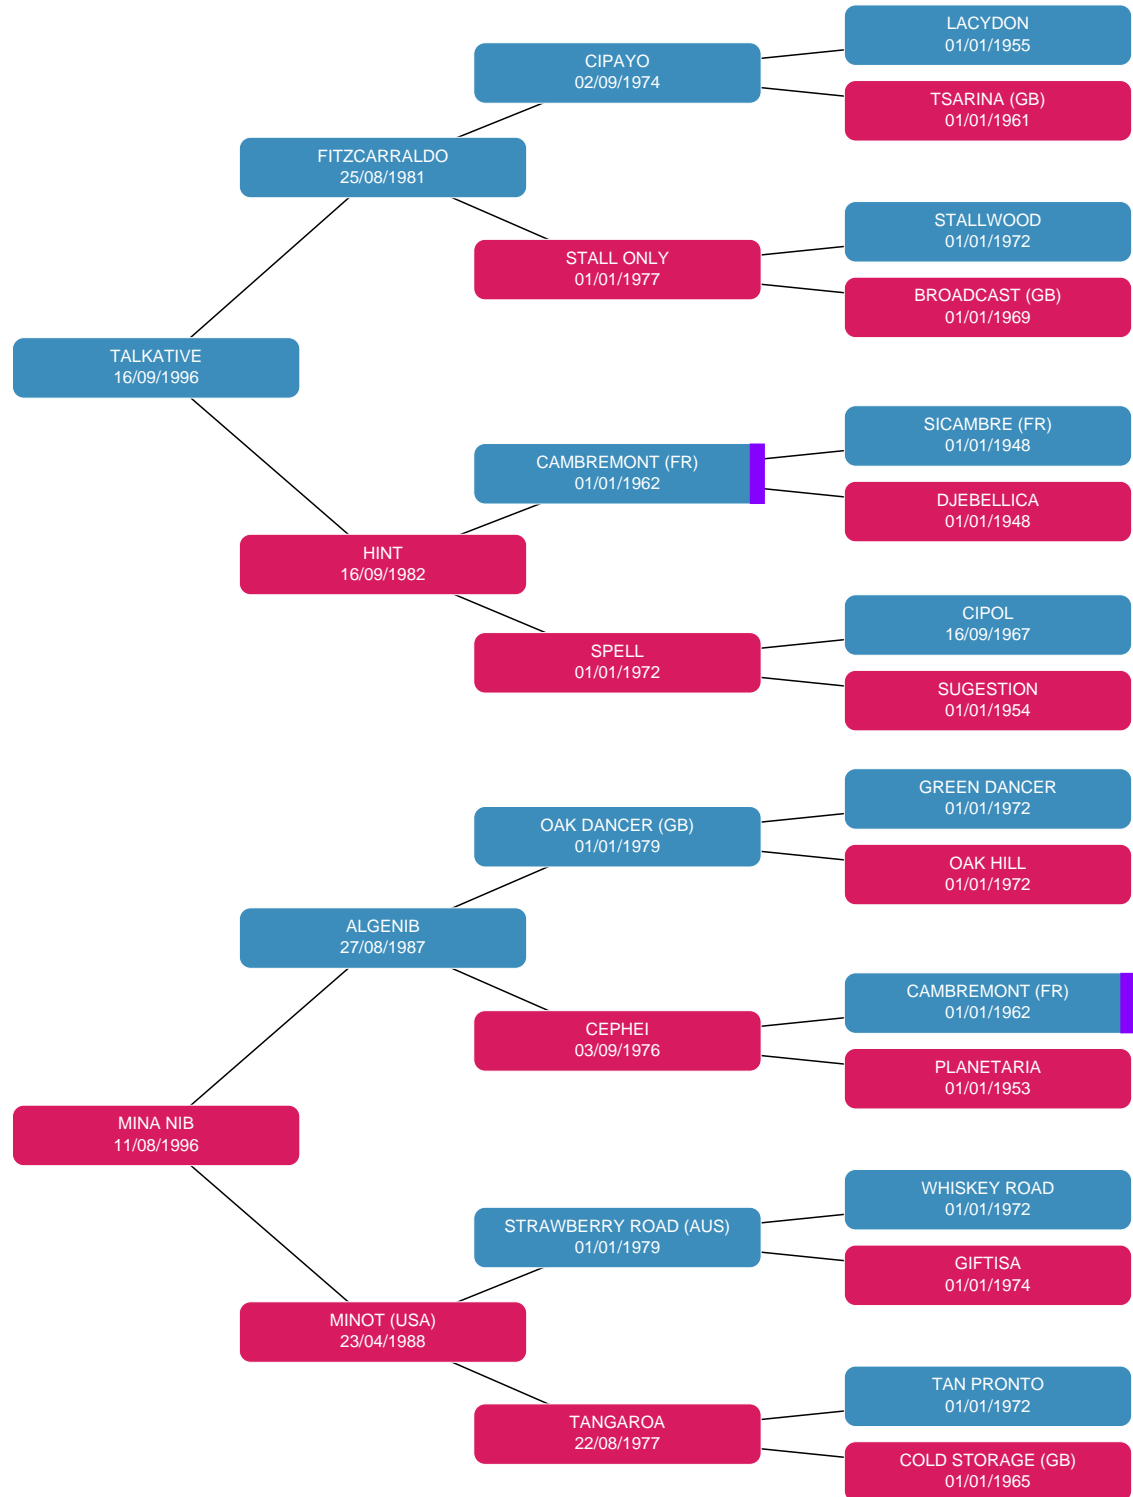 LACYDON
01/01/1955
CIPAYO
02/09/1974
TSARINA (GB)
01/01/1961
FITZCARRALDO
25/08/1981
STALLWOOD
01/01/1972
STALL ONLY
01/01/1977
BROADCAST (GB)
01/01/1969
TALKATIVE
16/09/1996
SICAMBRE (FR)
01/01/1948
CAMBREMONT (FR)
01/01/1962
DJEBELLICA
01/01/1948
HINT
16/09/1982
CIPOL
16/09/1967
SPELL
01/01/1972
SUGESTION
01/01/1954
GREEN DANCER
01/01/1972
OAK DANCER (GB)
01/01/1979
OAK HILL
01/01/1972
ALGENIB
27/08/1987
CAMBREMONT (FR)
01/01/1962
CEPHEI
03/09/1976
PLANETARIA
01/01/1953
MINA NIB
11/08/1996
WHISKEY ROAD
01/01/1972
STRAWBERRY ROAD (AUS)
01/01/1979
GIFTISA
01/01/1974
MINOT (USA)
23/04/1988
TAN PRONTO
01/01/1972
TANGAROA
22/08/1977
COLD STORAGE (GB)
01/01/1965